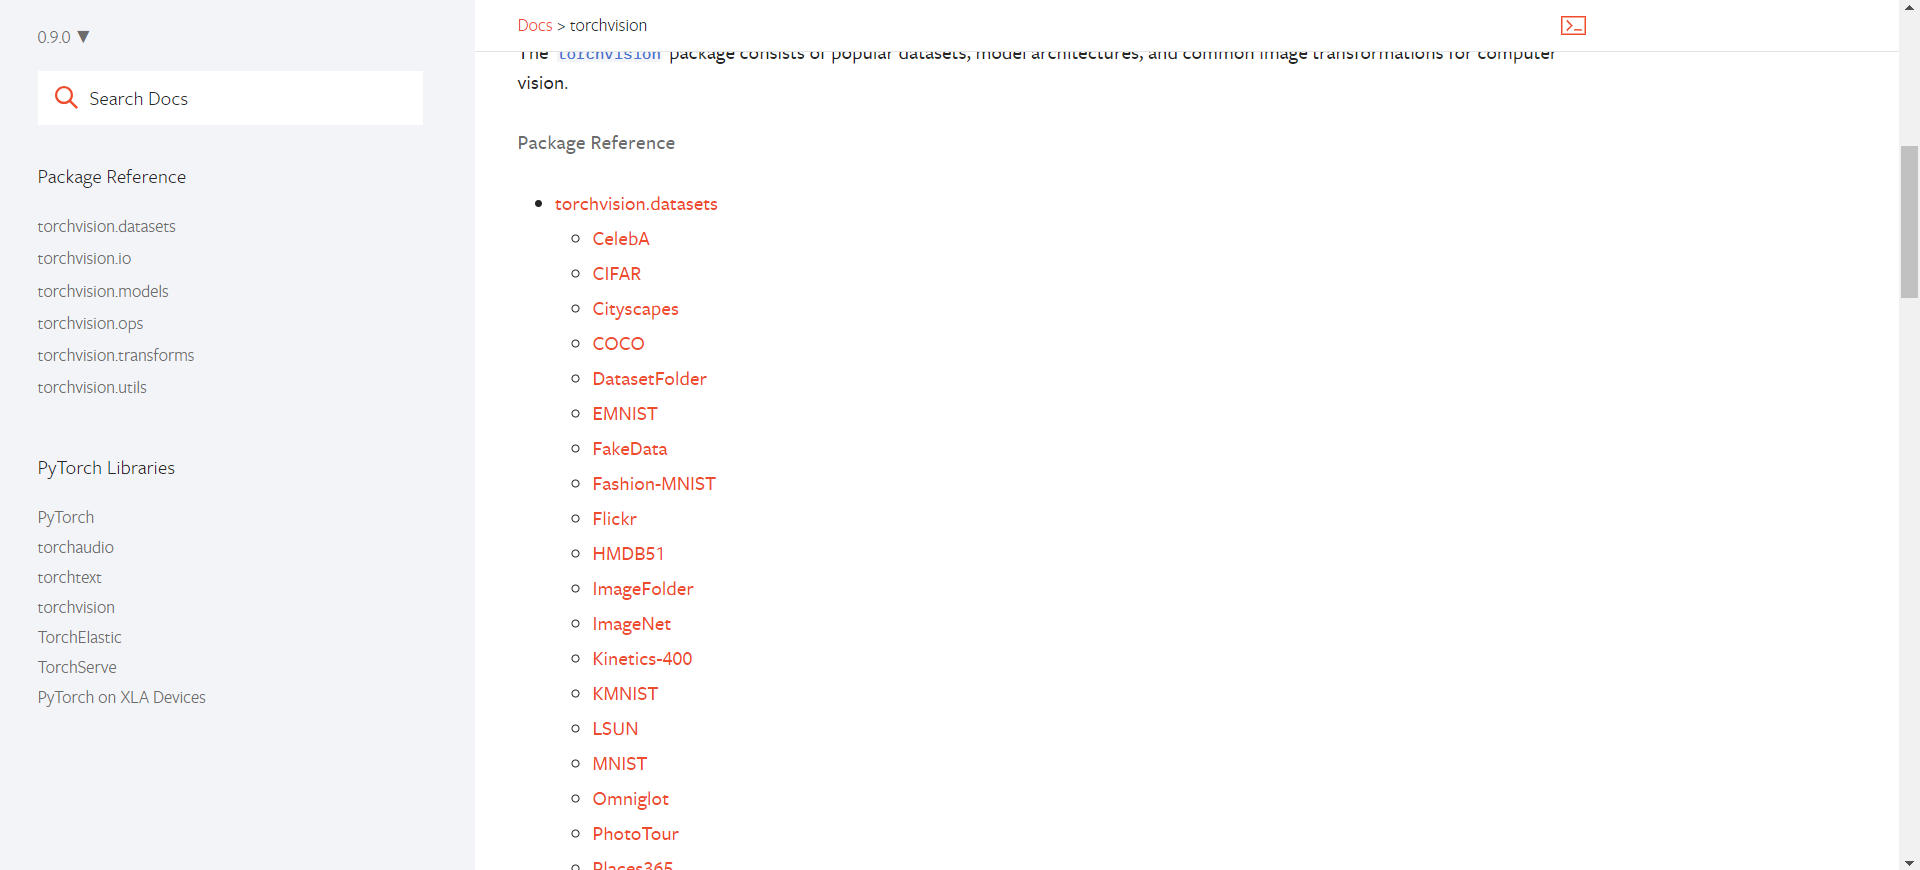 0.9.0 ▼
Search Docs
Package Reference
torchvision.datasets
torchvision.io
torchvision.models
torchvision.ops
torchvision.transforms
torchvision.utils
PyTorch Libraries
PyTorch
torchaudio
torchtext
torchvision
TorchElastic
TorchServe
PyTorch on XLA Devices
Docs > torchvision
The torchvision package consists of popular datasets, model architectures, and common image transformations for computer
vision.
Package Reference
torchvision.datasets
CelebA
CIFAR
Cityscapes
COCO
DatasetFolder
EMNIST
FakeData
Fashion-MNIST
Flickr
HMDB51
ImageFolder
ImageNet
Kinetics-400
KMNIST
LSUN
MNIST
Omniglot
PhotoTour
Places365